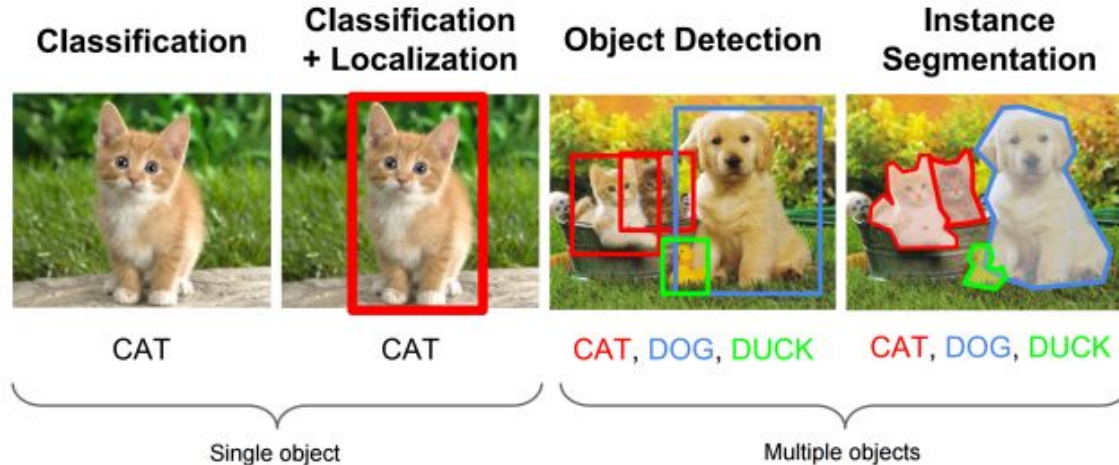 Classification
Classification
+ Localization
Object Detection
Instance
Segmentation
CAT
CAT
CAT, DOG, DUCK
CAT, DOG, DUCK
Single object
Multiple objects